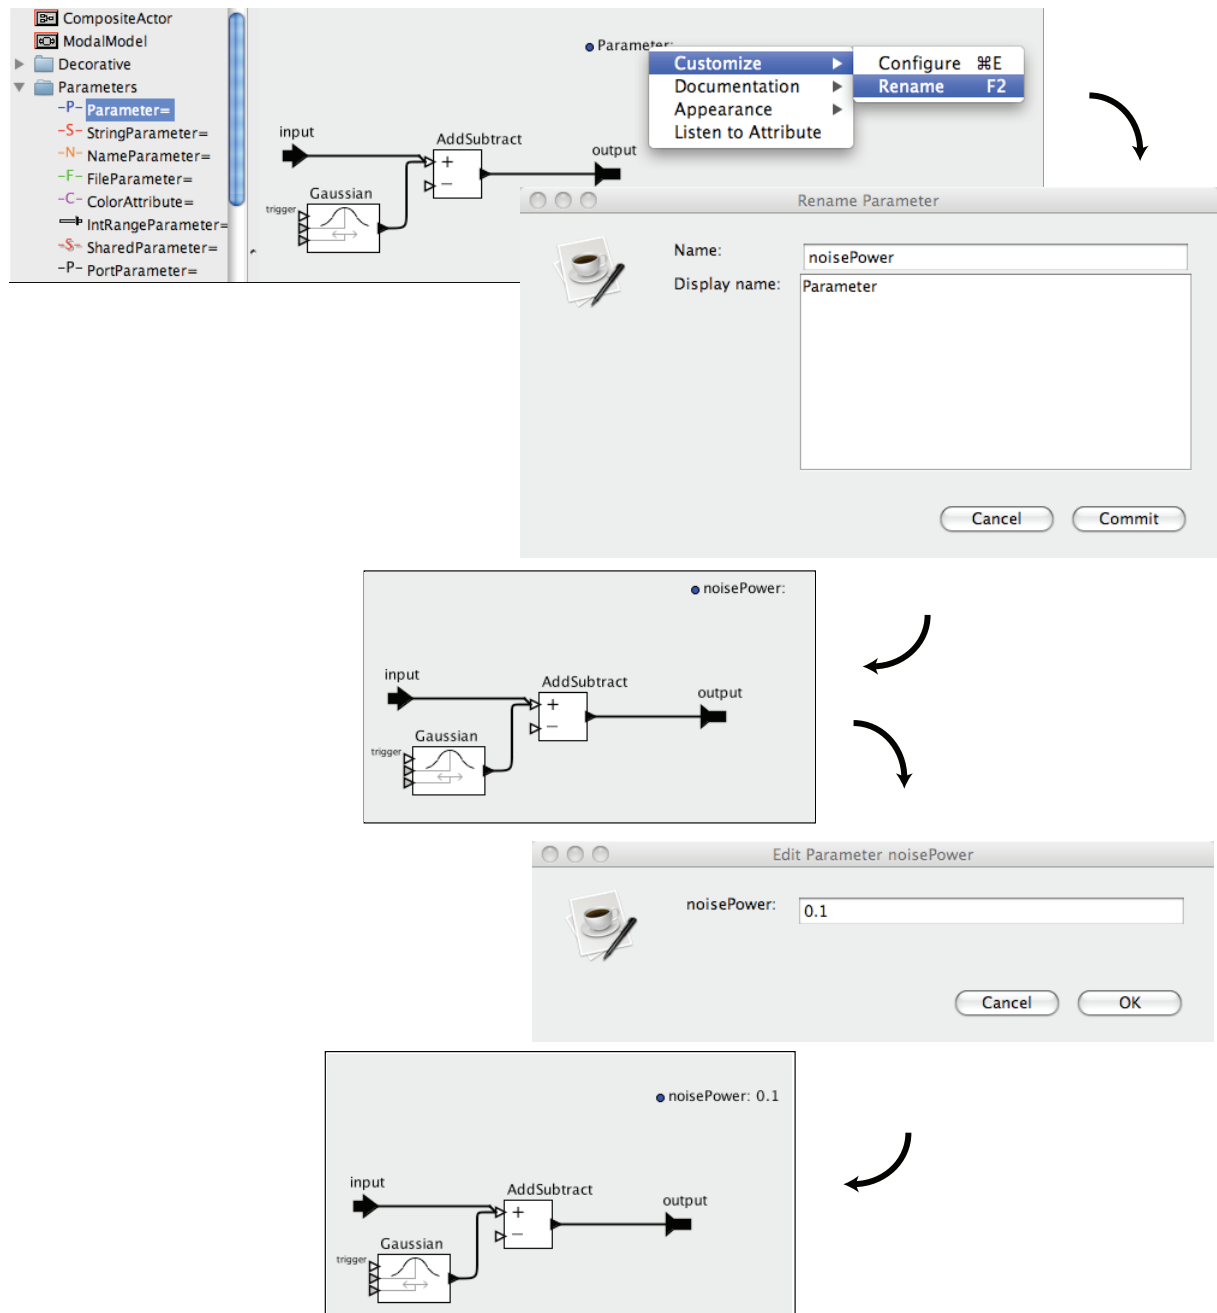 CompositeActor
ModalModel
Decorative
Parameters
-P- Parameter=
-S- StringParameter=
-N- NameParameter=
-F- FileParameter=
-C- ColorAttribute=
IntRangeParameter=
-S- SharedParameter=
-P- PortParameter=
Parameter:
Customize
Documentation
Appearance
Listen to Attribute
Configure ⌘E
Rename F2
input
AddSubtract
+
−
output
Gaussian
trigger
Rename Parameter
Name: noisePower
Display name: Parameter
Cancel Commit
noisePower:
input
AddSubtract
+
−
output
Gaussian
trigger
Edit Parameter noisePower
noisePower: 0.1
Cancel OK
noisePower: 0.1
input
AddSubtract
+
−
output
Gaussian
trigger